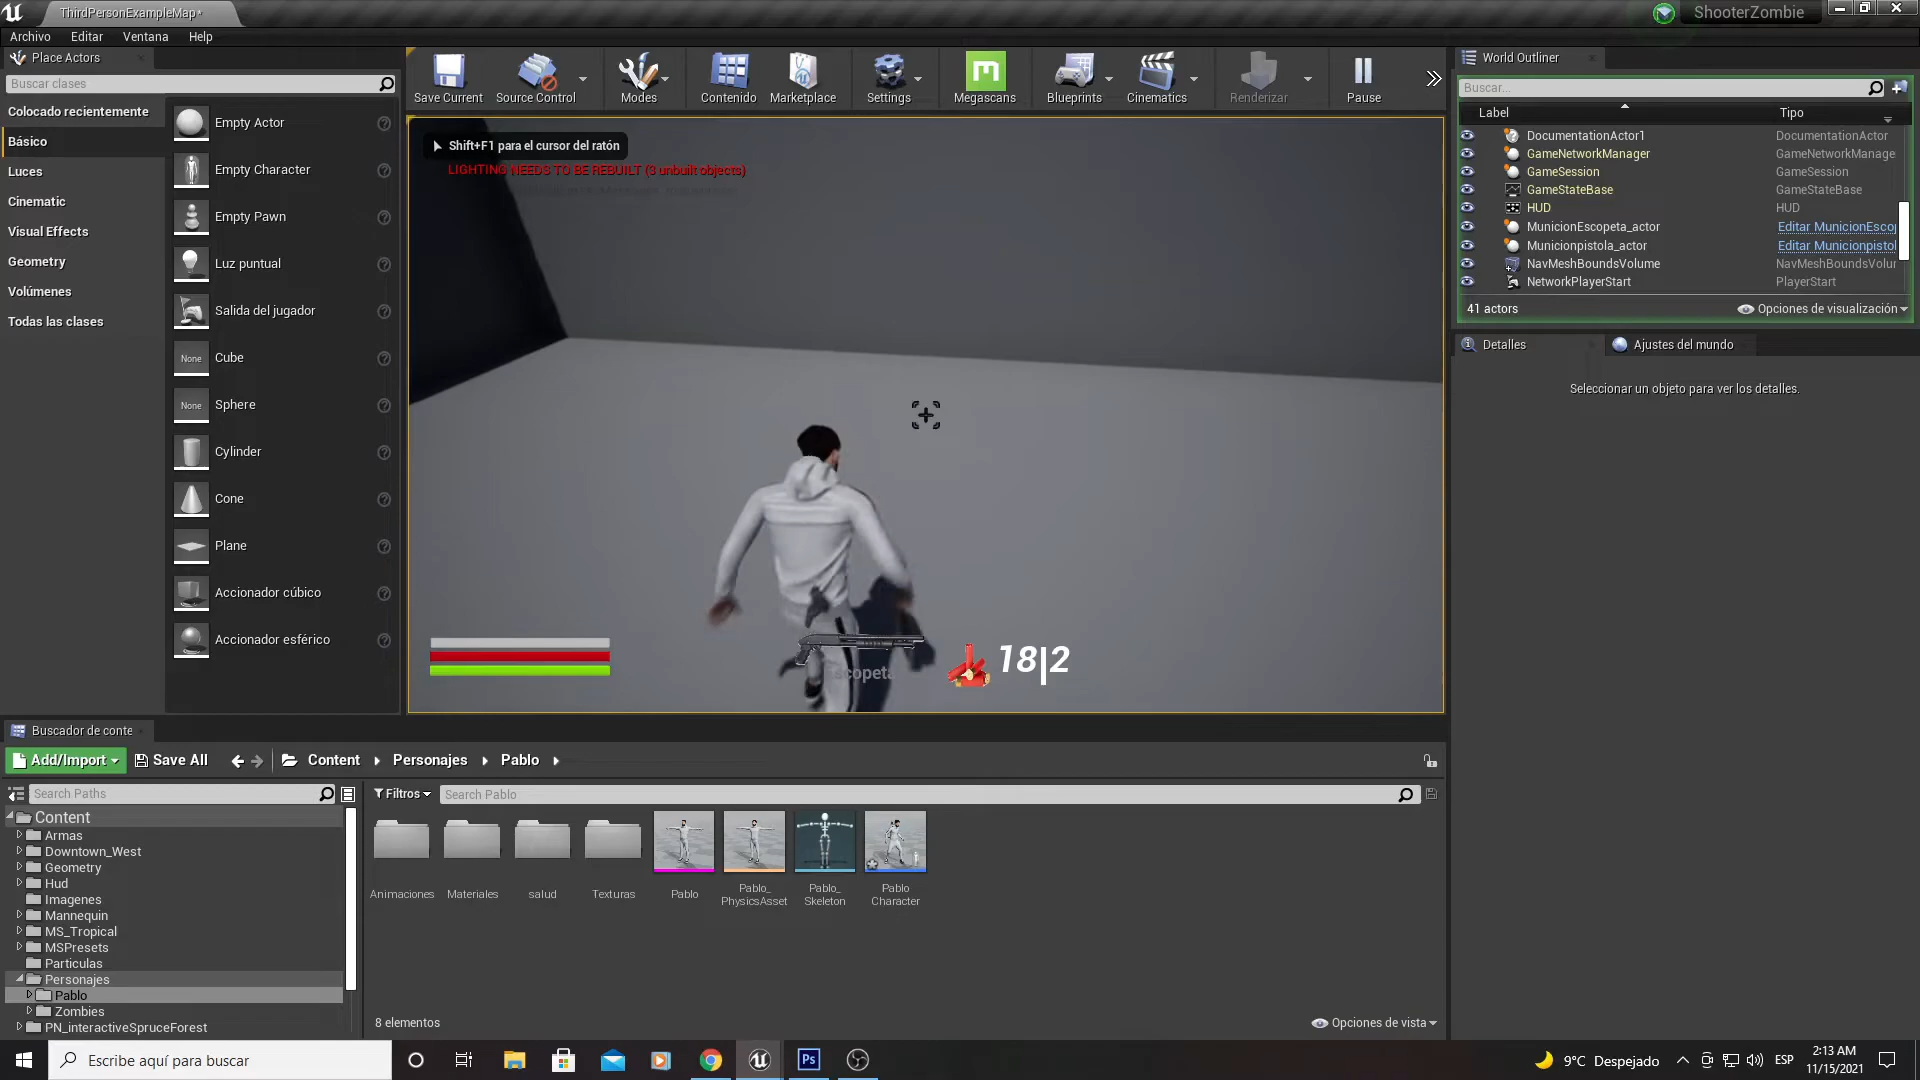 ThirdPersonExampleMap*
ShooterZombie
Archivo
Editar
Ventana
Help
Place Actors
Buscar clases
Colocado recientemente
Básico
Luces
Cinematic
Visual Effects
Geometry
Volúmenes
Todas las clases
Empty Actor
Empty Character
Empty Pawn
Luz puntual
Salida del jugador
None
Cube
None
Sphere
Cylinder
Cone
Plane
Accionador cúbico
Accionador esférico
Save Current
Source Control
Modes
Contenido
Marketplace
Settings
Megascans
Blueprints
Cinematics
Renderizar
Pause
Shift+F1 para el cursor del ratón
LIGHTING NEEDS TO BE REBUILT (3 unbuilt objects)
18|2
World Outliner
Buscar...
Label
Tipo
DocumentationActor1
DocumentationActor
GameNetworkManager
GameNetworkManage
GameSession
GameSession
GameStateBase
GameStateBase
HUD
HUD
MunicionEscopeta_actor
Editar MunicionEscop
Municionpistola_actor
Editar Municionpistol
NavMeshBoundsVolume
NavMeshBoundsVolur
NetworkPlayerStart
PlayerStart
41 actors
Opciones de visualización
Detalles
Ajustes del mundo
Seleccionar un objeto para ver los detalles.
Buscador de conte
Add/Import
Save All
Content
Personajes
Pablo
Search Paths
Filtros
Search Pablo
Content
Armas
Downtown_West
Geometry
Hud
Imagenes
Mannequin
MS_Tropical
MSPresets
Particulas
Personajes
Pablo
Zombies
PN_interactiveSpruceForest
Animaciones
Materiales
salud
Texturas
Pablo
Pablo_
PhysicsAsset
Pablo_
Skeleton
Pablo
Character
8 elementos
Opciones de vista
Escribe aquí para buscar
Ps
9°C Despejado
ESP
2:13 AM
11/15/2021